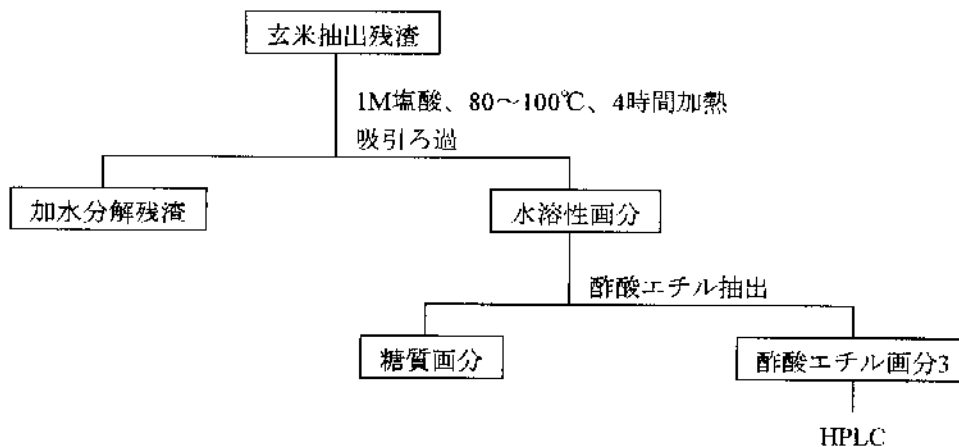 玄米抽出残渣
1M塩酸、80～100℃、4時間加熱
吸引ろ過
加水分解残渣
水溶性画分
酢酸エチル抽出
糖質画分
酢酸エチル画分3
HPLC